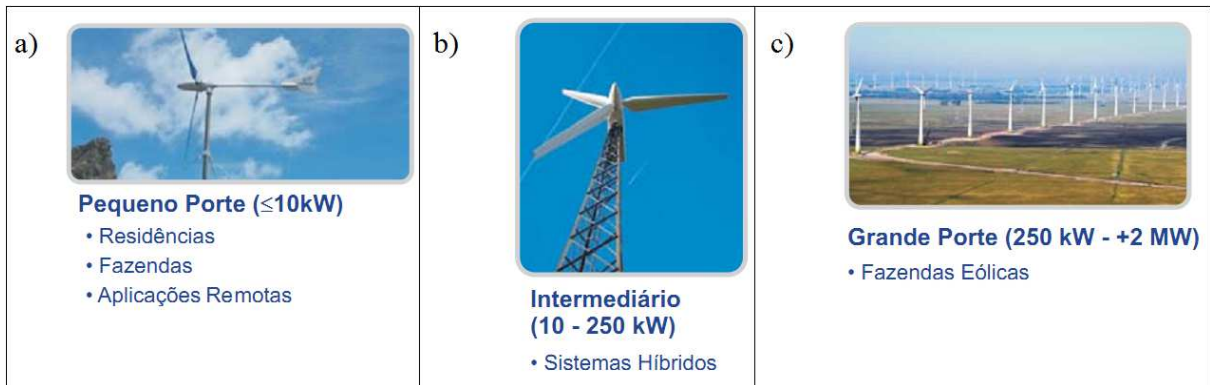 a)
Pequeno Porte (≤10kW)
• Residências
• Fazendas
• Aplicações Remotas
b)
Intermediário
(10 - 250 kW)
• Sistemas Híbridos
c)
Grande Porte (250 kW - +2 MW)
• Fazendas Eólicas